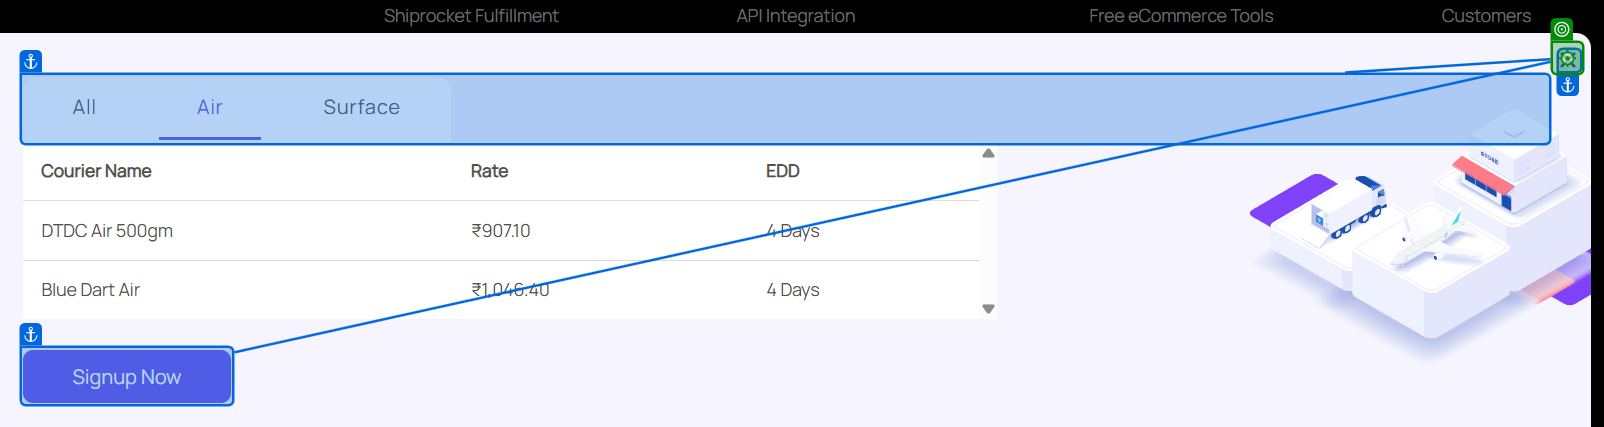 Shiprocket Fulfillment API Integration Free eCommerce Tools Customers
All Air Surface
Courier Name Rate EDD
DTDC Air 500gm ₹907.10 4 Days
Blue Dart Air ₹1,046.40 4 Days
Signup Now
STORE